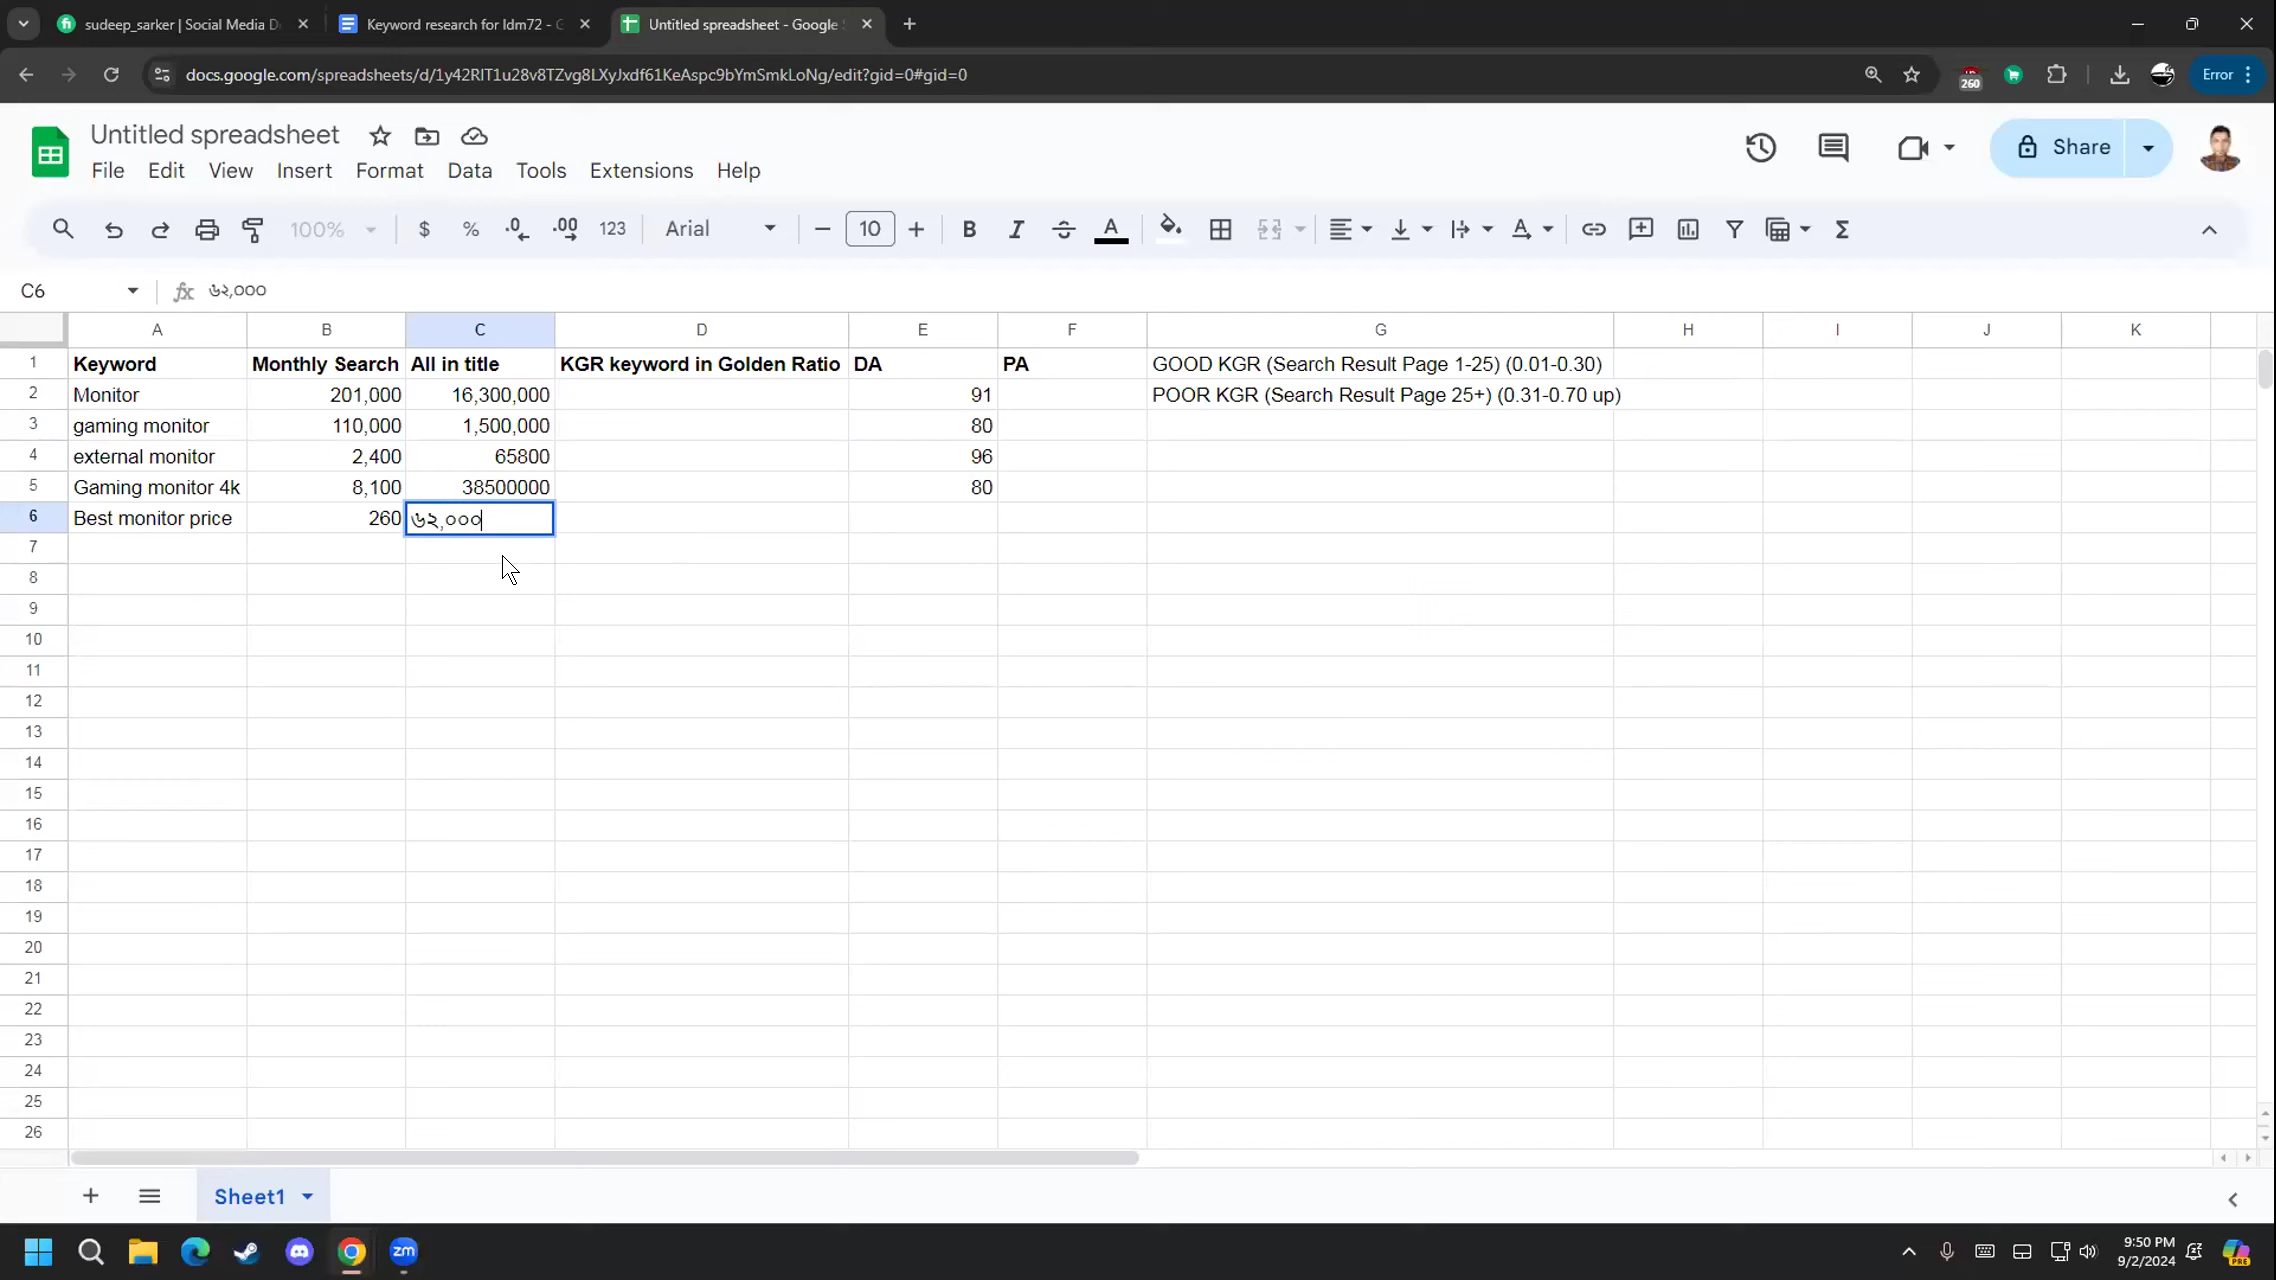 sudeep_sarker | Social Media D
Keyword research for ldm72 - G
Untitled spreadsheet - Google S
docs.google.com/spreadsheets/d/1y42RlT1u28v8TZvg8LXyJxdf61KeAspc9bYmSmkLoNg/edit?gid=0#gid=0
260
Error
Untitled spreadsheet
File Edit View Insert Format Data Tools Extensions Help
Share
100% $ % .0 .00 123 Arial 10 B I S A
C6 fx ৬২,০০০
A B C D E F G H I J K
1 Keyword Monthly Search All in title KGR keyword in Golden Ratio DA PA GOOD KGR (Search Result Page 1-25) (0.01-0.30)
2 Monitor 201,000 16,300,000 91 POOR KGR (Search Result Page 25+) (0.31-0.70 up)
3 gaming monitor 110,000 1,500,000 80
4 external monitor 2,400 65800 96
5 Gaming monitor 4k 8,100 38500000 80
6 Best monitor price 260 ৬২,০০০
7
8
9
10
11
12
13
14
15
16
17
18
19
20
21
22
23
24
25
26
Sheet1
zm
9:50 PM
9/2/2024
PRE